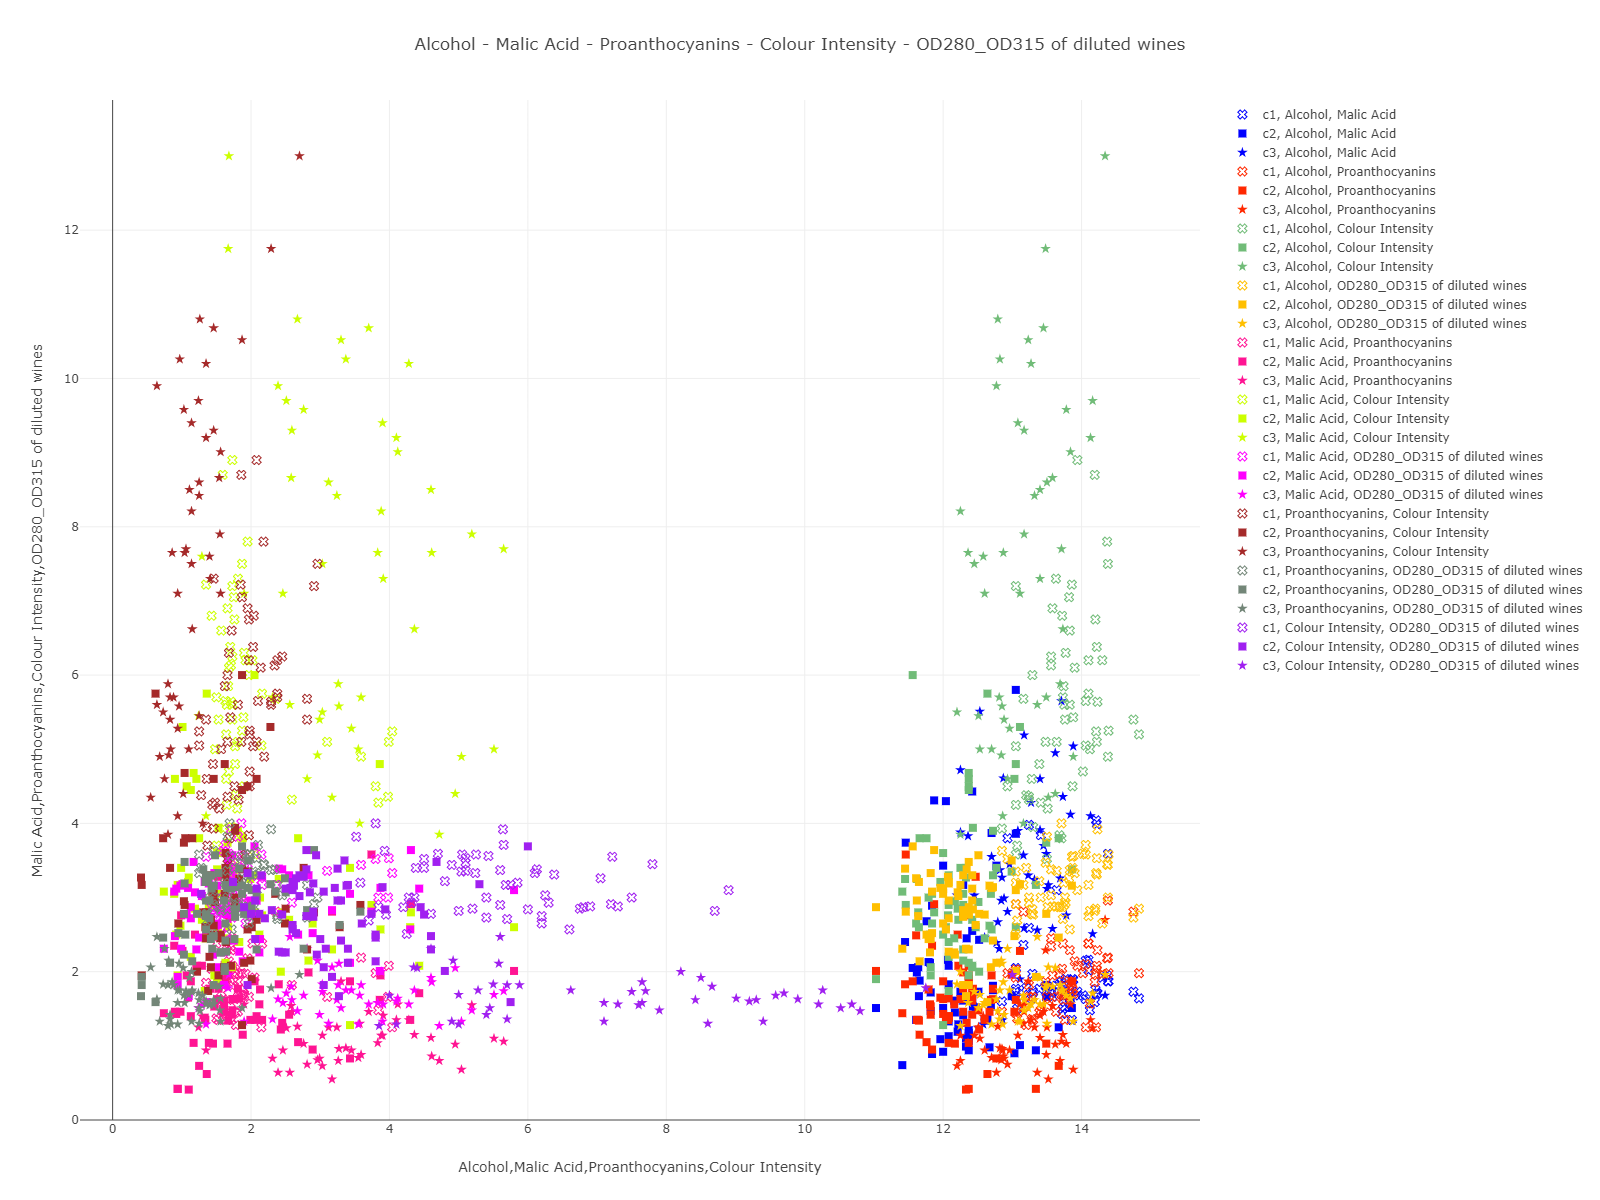 Alcohol - Malic Acid - Proanthocyanins - Colour Intensity - OD280_OD315 of diluted wines
Malic Acid,Proanthocyanins,Colour Intensity,OD280_OD315 of diluted wines
12
10
8
6
4
2
0
0 2 4 6 8 10 12 14
Alcohol,Malic Acid,Proanthocyanins,Colour Intensity
c1, Alcohol, Malic Acid
c2, Alcohol, Malic Acid
c3, Alcohol, Malic Acid
c1, Alcohol, Proanthocyanins
c2, Alcohol, Proanthocyanins
c3, Alcohol, Proanthocyanins
c1, Alcohol, Colour Intensity
c2, Alcohol, Colour Intensity
c3, Alcohol, Colour Intensity
c1, Alcohol, OD280_OD315 of diluted wines
c2, Alcohol, OD280_OD315 of diluted wines
c3, Alcohol, OD280_OD315 of diluted wines
c1, Malic Acid, Proanthocyanins
c2, Malic Acid, Proanthocyanins
c3, Malic Acid, Proanthocyanins
c1, Malic Acid, Colour Intensity
c2, Malic Acid, Colour Intensity
c3, Malic Acid, Colour Intensity
c1, Malic Acid, OD280_OD315 of diluted wines
c2, Malic Acid, OD280_OD315 of diluted wines
c3, Malic Acid, OD280_OD315 of diluted wines
c1, Proanthocyanins, Colour Intensity
c2, Proanthocyanins, Colour Intensity
c3, Proanthocyanins, Colour Intensity
c1, Proanthocyanins, OD280_OD315 of diluted wines
c2, Proanthocyanins, OD280_OD315 of diluted wines
c3, Proanthocyanins, OD280_OD315 of diluted wines
c1, Colour Intensity, OD280_OD315 of diluted wines
c2, Colour Intensity, OD280_OD315 of diluted wines
c3, Colour Intensity, OD280_OD315 of diluted wines